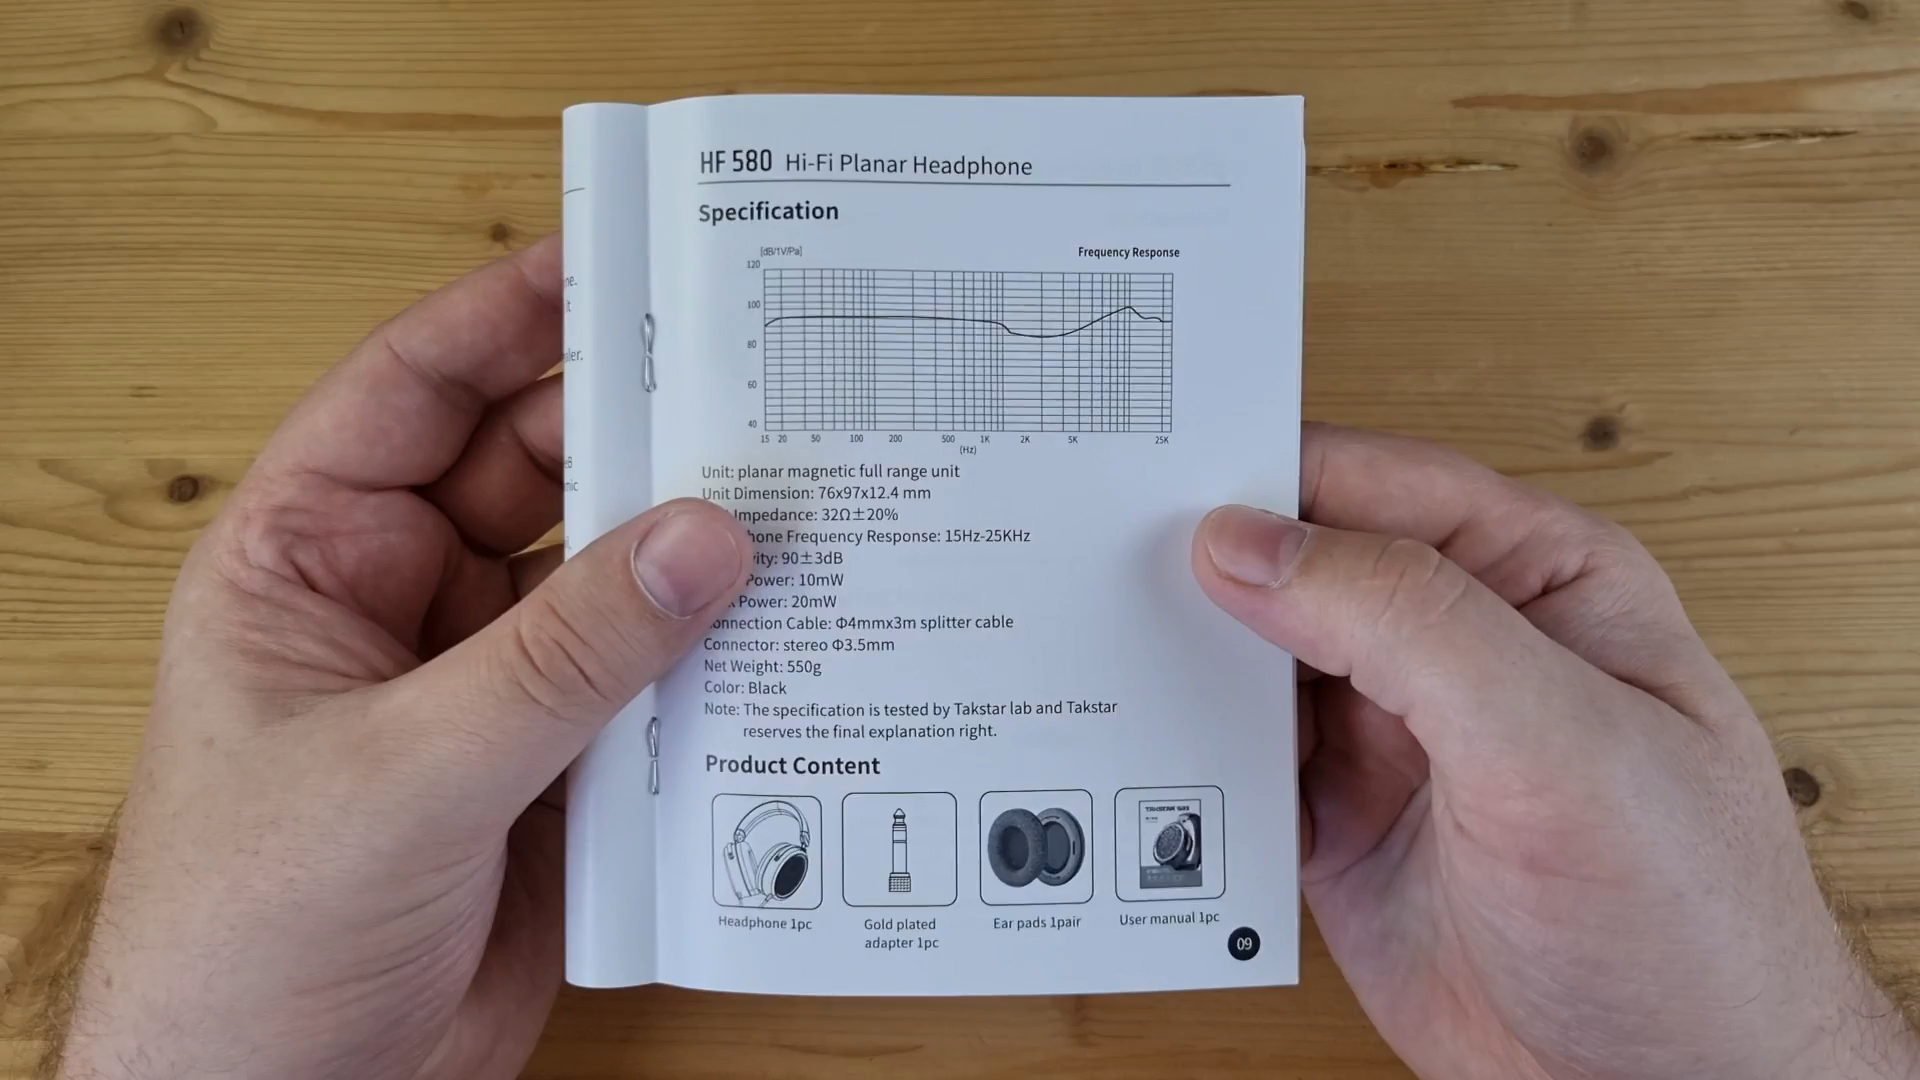 HF 580 Hi-Fi Planar Headphone
Specification
[dB/1V/Pa]
Frequency Response
120
100
80
60
40
15 20 50 100 200 500 1K 2K 5K 25K
(Hz)
Unit: planar magnetic full range unit
Unit Dimension: 76x97x12.4 mm
Impedance: 32Ω±20%
Frequency Response: 15Hz-25KHz
90±3dB
Power: 10mW
Power: 20mW
Cable: Φ4mmx3m splitter cable
Connector: stereo Φ3.5mm
Net Weight: 550g
Color: Black
Note: The specification is tested by Takstar lab and Takstar
reserves the final explanation right.
Product Content
Headphone 1pc
Gold plated
adapter 1pc
Ear pads 1pair
TAKSTAR
User manual 1pc
09
it